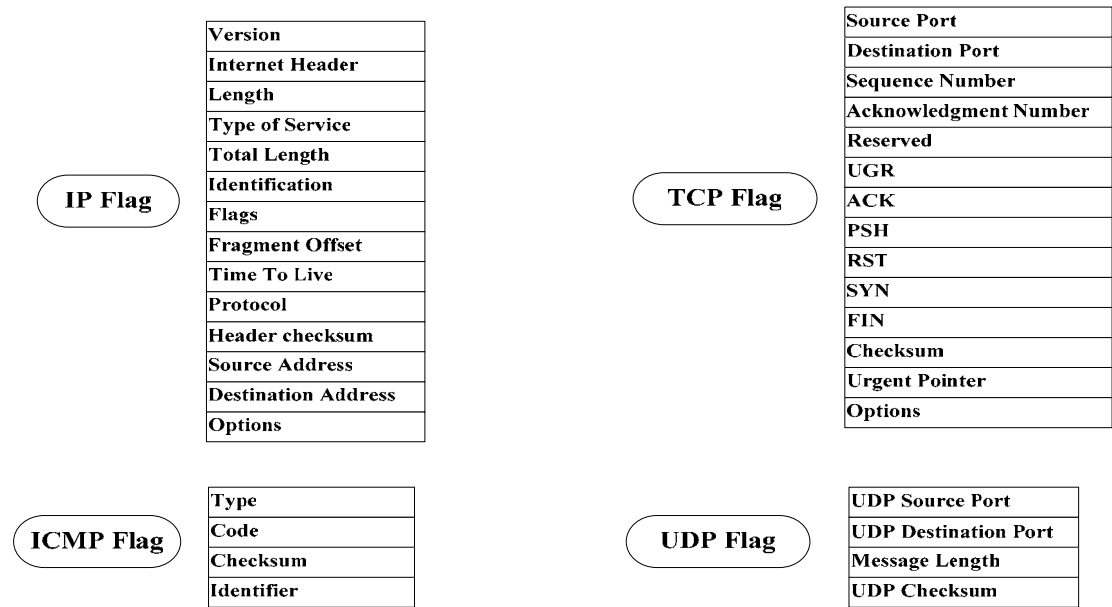 IP Flag
Version
Internet Header
Length
Type of Service
Total Length
Identification
Flags
Fragment Offset
Time To Live
Protocol
Header checksum
Source Address
Destination Address
Options
TCP Flag
Source Port
Destination Port
Sequence Number
Acknowledgment Number
Reserved
UGR
ACK
PSH
RST
SYN
FIN
Checksum
Urgent Pointer
Options
ICMP Flag
Type
Code
Checksum
Identifier
UDP Flag
UDP Source Port
UDP Destination Port
Message Length
UDP Checksum